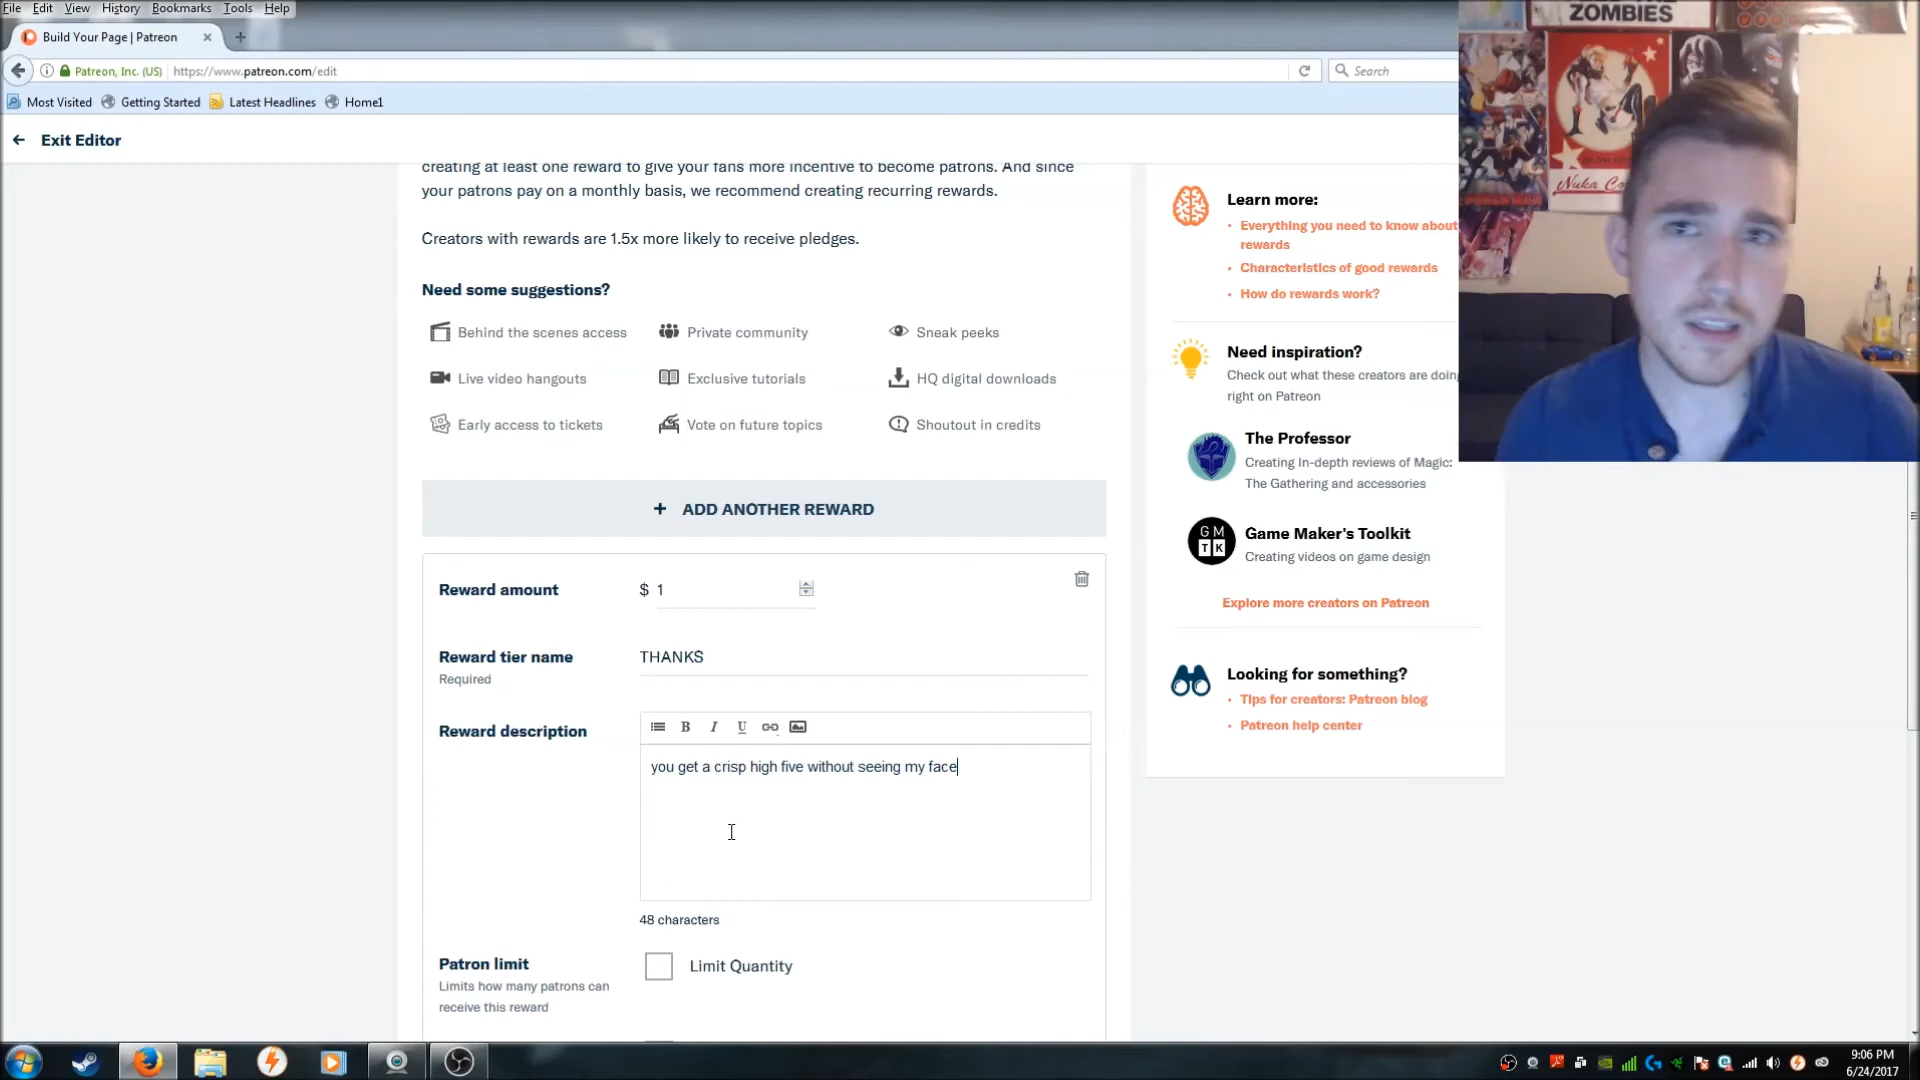 File Edit View History Bookmarks Tools Help
Build Your Page | Patreon
Patreon, Inc. (US) https://www.patreon.com/edit
Search
Most Visited Getting Started Latest Headlines Home1
Exit Editor
creating at least one reward to give your fans more incentive to become patrons. And since
your patrons pay on a monthly basis, we recommend creating recurring rewards.
Creators with rewards are 1.5x more likely to receive pledges.
Need some suggestions?
Behind the scenes access Private community Sneak peeks
Live video hangouts Exclusive tutorials HQ digital downloads
Early access to tickets Vote on future topics Shoutout in credits
+ ADD ANOTHER REWARD
Reward amount $ 1
Reward tier name THANKS
Required
Reward description B I U
you get a crisp high five without seeing my face
48 characters
Patron limit Limit Quantity
Limits how many patrons can
receive this reward
Learn more:
• Everything you need to know about
rewards
• Characteristics of good rewards
• How do rewards work?
Need inspiration?
Check out what these creators are doing
right on Patreon
The Professor
Creating In-depth reviews of Magic:
The Gathering and accessories
GM
TK
Game Maker's Toolkit
Creating videos on game design
Explore more creators on Patreon
Looking for something?
• Tips for creators: Patreon blog
• Patreon help center
ZOMBIES
Nuka Co
9:06 PM
6/24/2017